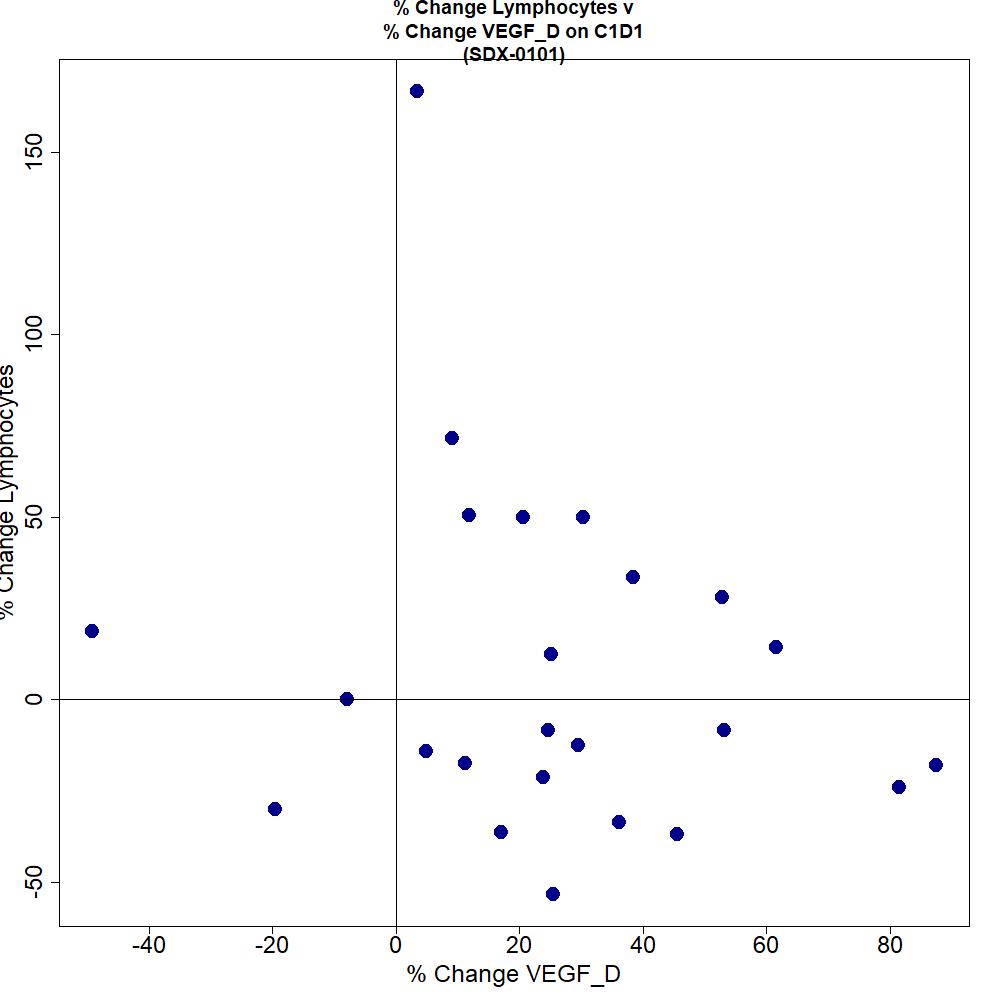 % Change Lymphocytes v
% Change VEGF_D on C1D1
(SDX-0101)
% Change Lymphocytes
150
100
50
0
-50
-40 -20 0 20 40 60 80
% Change VEGF_D